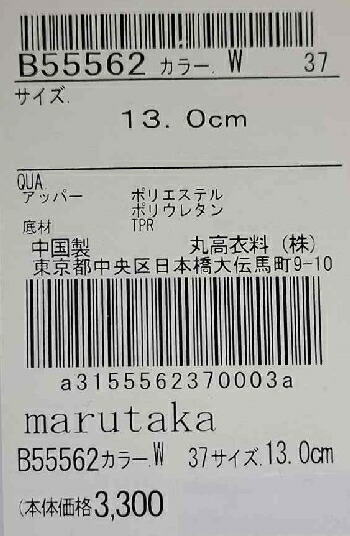 B55562 カラー. W 37
サイズ.
13. 0cm
QUA.
アッパー ポリエステル
ポリウレタン
底材 TPR
中国製 丸高衣料 (株)
東京都中央区日本橋大伝馬町9-10
a3155562370003a
marutaka
B55562カラー.W 37サイズ.13.0cm
(本体価格3,300